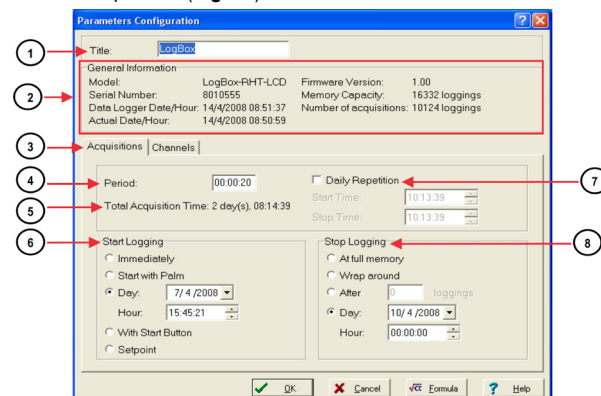 Parameters Configuration
1
Title: LogBox
General Information
2
Model: LogBox-RHT-LCD Firmware Version: 1.00
Serial Number: 8010555 Memory Capacity: 16332 loggings
Data Logger Date/Hour: 14/4/2008 08:51:37 Number of acquisitions: 10124 loggings
Actual Date/Hour: 14/4/2008 08:50:59
3
Acquisitions Channels
4
Period: 00:00:20 Daily Repetition
7
5
Total Acquisition Time: 2 day(s), 08:14:39
Start Time: 10:13:39
Stop Time: 10:13:39
6
Start Logging Stop Logging
8
Immediately At full memory
Start with Palm Wrap around
Day: 7/ 4 /2008 After 0 loggings
Hour: 15:45:21 Day: 10/ 4 /2008
With Start Button Hour: 00:00:00
Setpoint
OK Cancel √α Formula ? Help